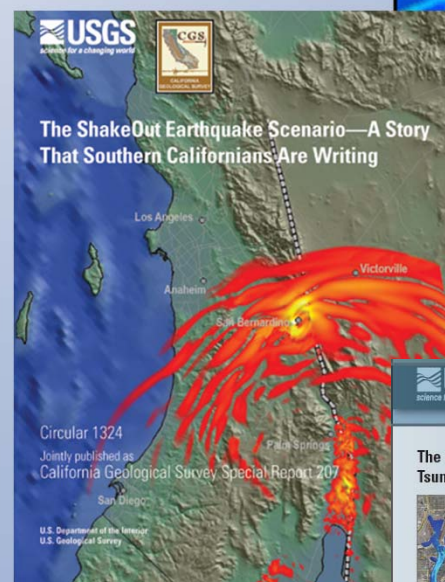 USGS
science for a changing world
CGS
CALIFORNIA
GEOLOGICAL SURVEY
The ShakeOut Earthquake Scenario—A Story
That Southern Californians Are Writing
Los Angeles
Victorville
Anaheim
San Bernardino
Palm Springs
San Diego
Circular 1324
Jointly published as
California Geological Survey Special Report 207
U.S. Department of the Interior
U.S. Geological Survey
science
The